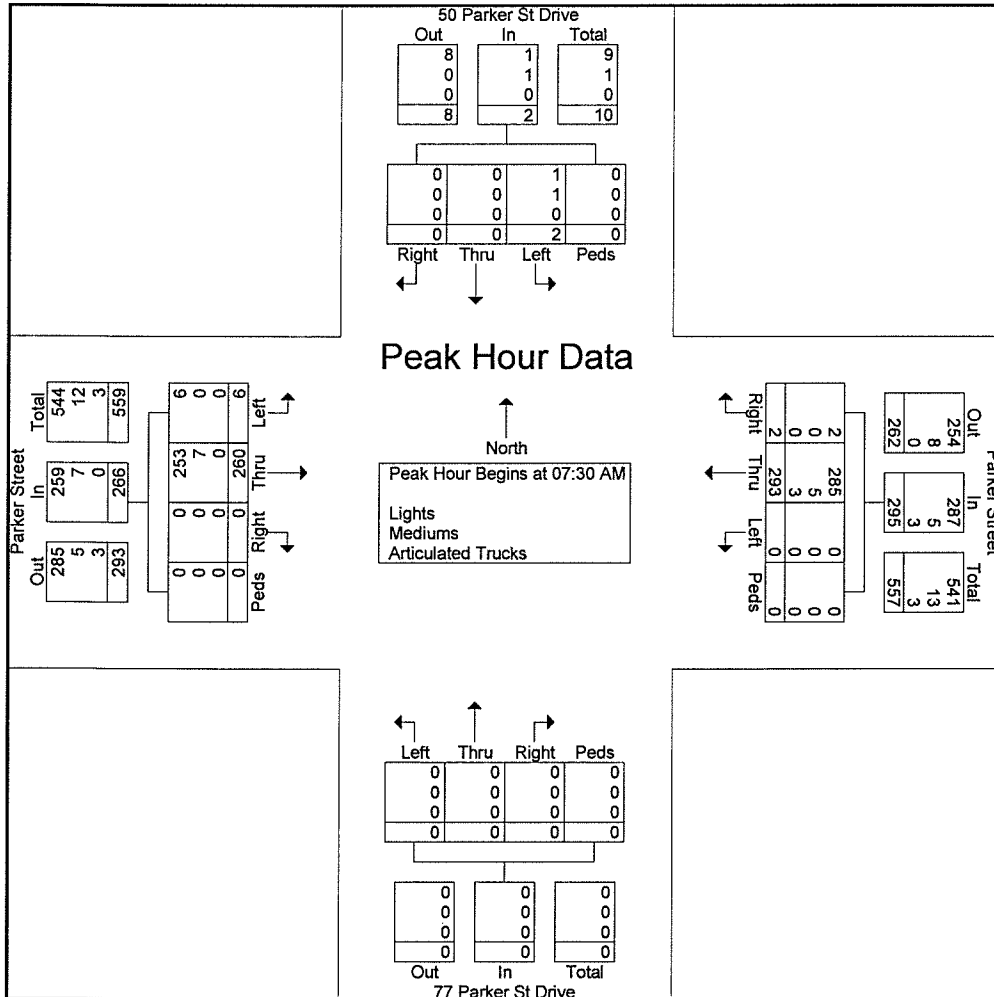 50 Parker St Drive
Out In Total
8 1 9
0 1 1
0 0 0
8 2 10
0 0 1 0
0 0 1 0
0 0 0 0
0 0 2 0
Right Thru Left Peds
Peak Hour Data
North
Peak Hour Begins at 07:30 AM
Lights
Mediums
Articulated Trucks
Parker Street
Total
544 12 3 559
In
259 7 0 266
Out
285 5 3 293
6 0 0 6
Left
253 7 0 260
Thru
0 0 0 0
Right
0 0 0 0
Peds
Right
2 0 0 2
Thru
285 5 3 293
Left
0 0 0 0
Peds
0 0 0 0
Out
254 8 0 262
In
287 5 3 295
Total
541 13 3 557
Parker Street
Left Thru Right Peds
0 0 0 0
0 0 0 0
0 0 0 0
0 0 0 0
0 0 0
0 0 0
0 0 0
0 0 0
Out In Total
77 Parker St Drive